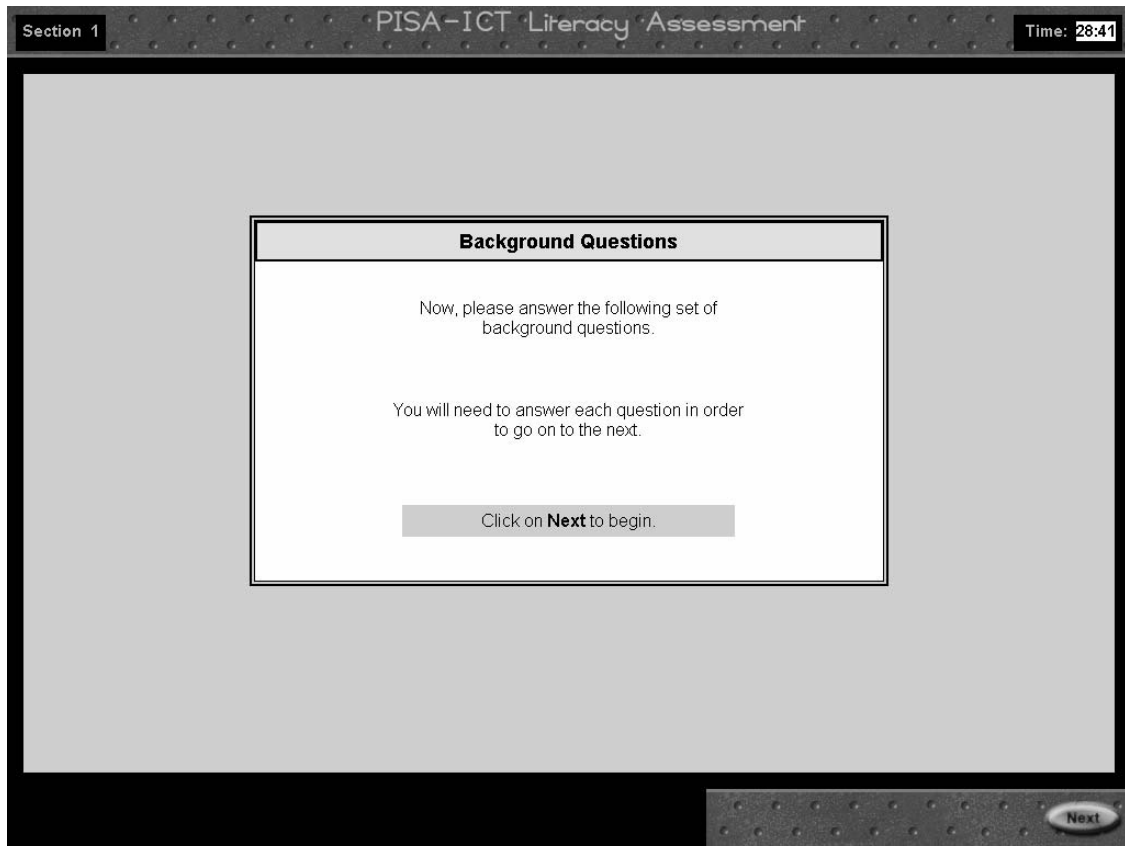 Section 1
PISA-ICT Literacy Assessment
Time: 28:41
Background Questions
Now, please answer the following set of
background questions.
You will need to answer each question in order
to go on to the next.
Click on Next to begin.
Next